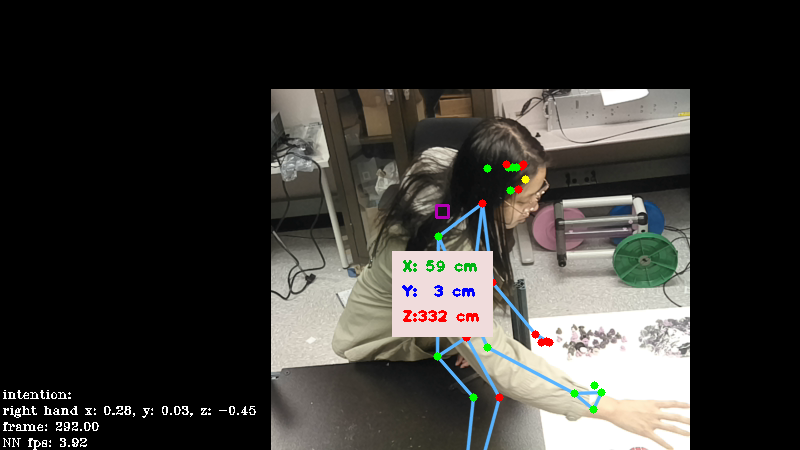 X: 59 cm
Y: 3 cm
Z:332 cm
intention:
right hand x: 0.28, y: 0.03, z: -0.45
frame: 292.00
NN fps: 3.92